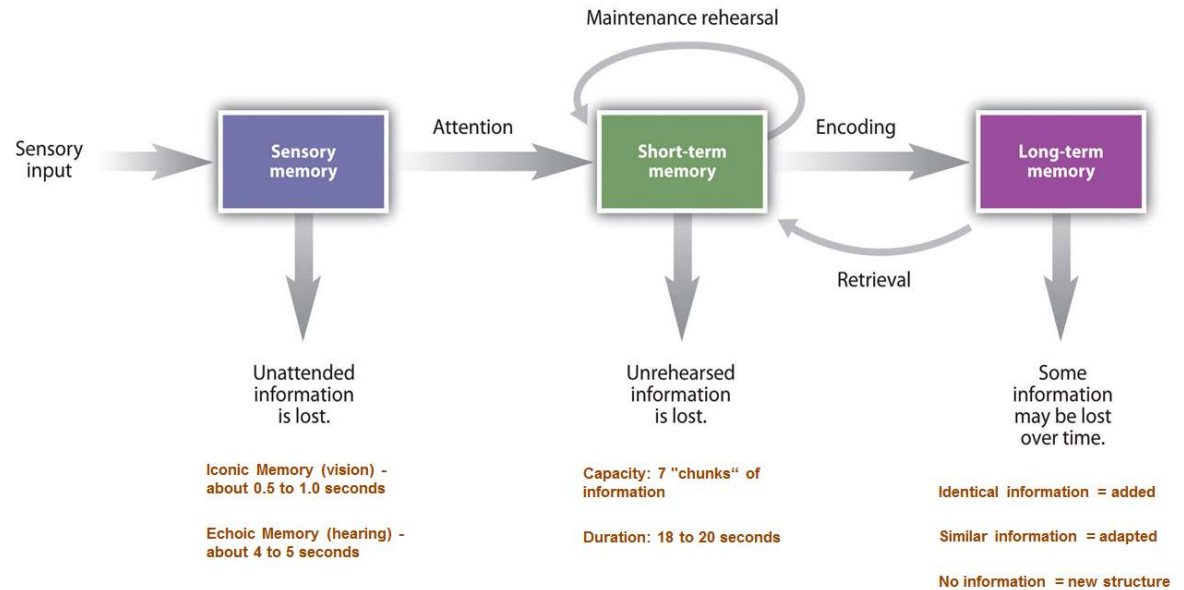 Maintenance rehearsal
Sensory
input
Sensory
memory
Attention
Short-term
memory
Encoding
Long-term
memory
Retrieval
Unattended
information
is lost.
Unrehearsed
information
is lost.
Some
information
may be lost
over time.
Iconic Memory (vision) -
about 0.5 to 1.0 seconds
Echoic Memory (hearing) -
about 4 to 5 seconds
Capacity: 7 "chunks“ of
information
Duration: 18 to 20 seconds
Identical information = added
Similar information = adapted
No information = new structure